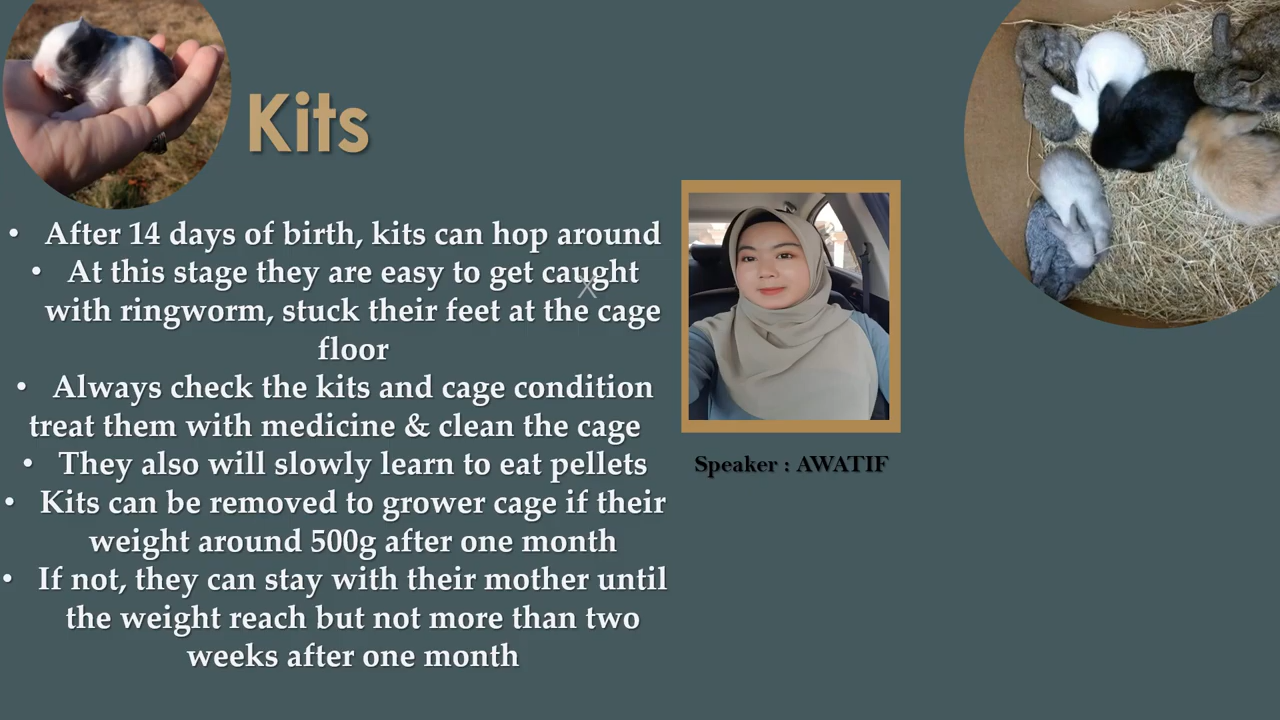 Kits
• After 14 days of birth, kits can hop around
• At this stage they are easy to get caught
with ringworm, stuck their feet at the cage
floor
• Always check the kits and cage condition
treat them with medicine & clean the cage
• They also will slowly learn to eat pellets
• Kits can be removed to grower cage if their
weight around 500g after one month
• If not, they can stay with their mother until
the weight reach but not more than two
weeks after one month
Speaker : AWATIF